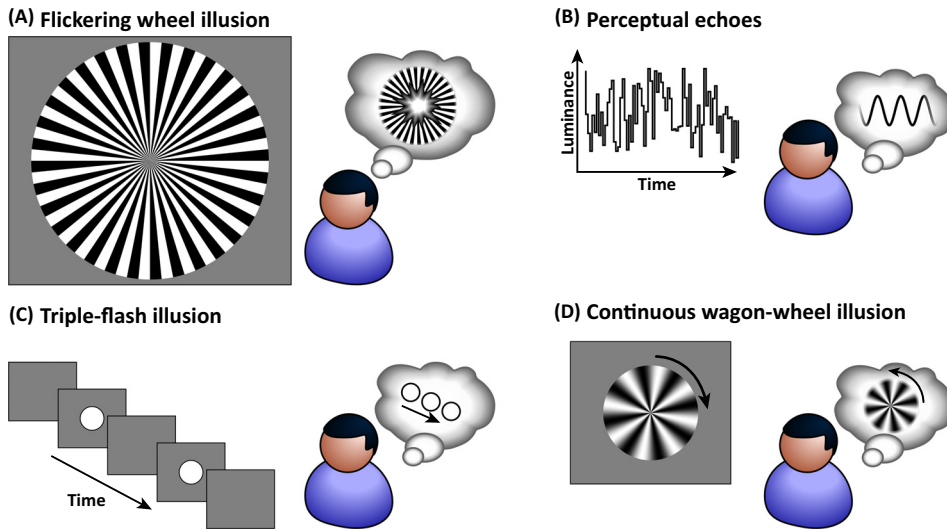 (A) Flickering wheel illusion
(B) Perceptual echoes
Luminance
Time
(C) Triple-flash illusion
Time
(D) Continuous wagon-wheel illusion